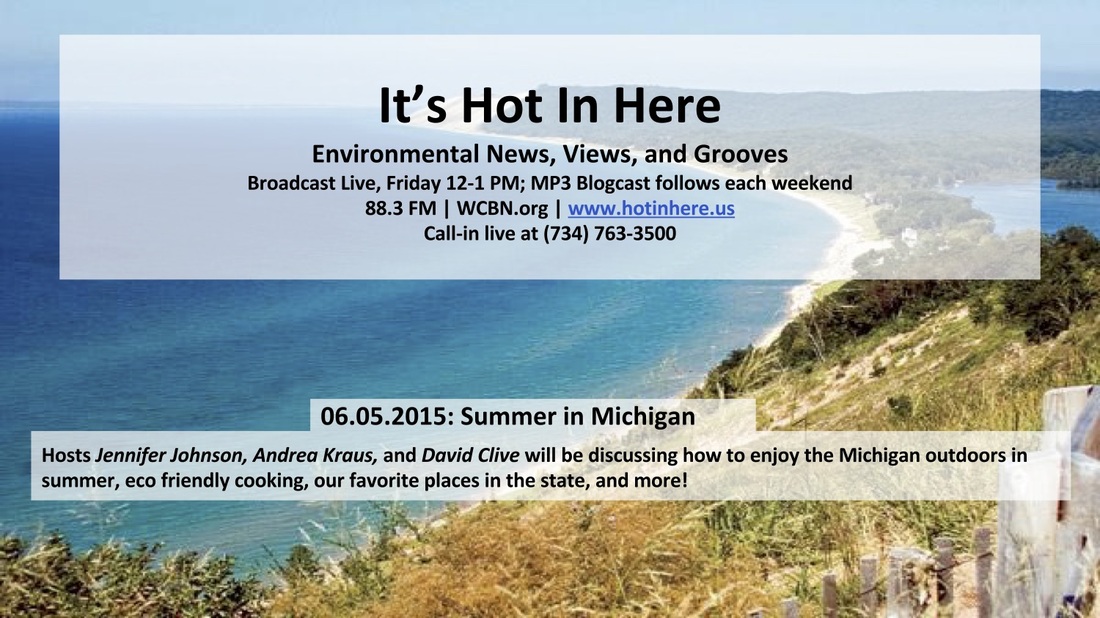 It’s Hot In Here
Environmental News, Views, and Grooves
Broadcast Live, Friday 12-1 PM; MP3 Blogcast follows each weekend
88.3 FM | WCBN.org | www.hotinhere.us
Call-in live at (734) 763-3500
06.05.2015: Summer in Michigan
Hosts Jennifer Johnson, Andrea Kraus, and David Clive will be discussing how to enjoy the Michigan outdoors in
summer, eco friendly cooking, our favorite places in the state, and more!